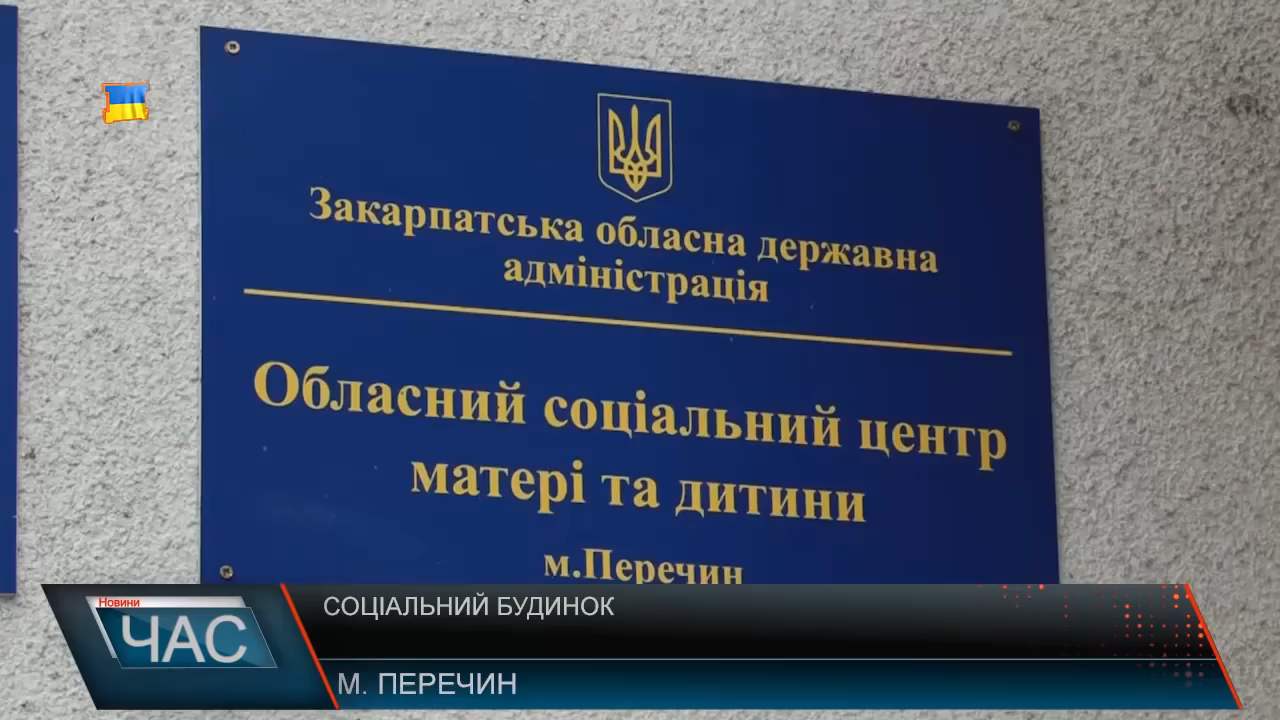 Закарпатська обласна державна
адміністрація
Обласний соціальний центр
матері та дитини
м.Перечин
Новини
ЧАС
СОЦІАЛЬНИЙ БУДИНОК
М. ПЕРЕЧИН